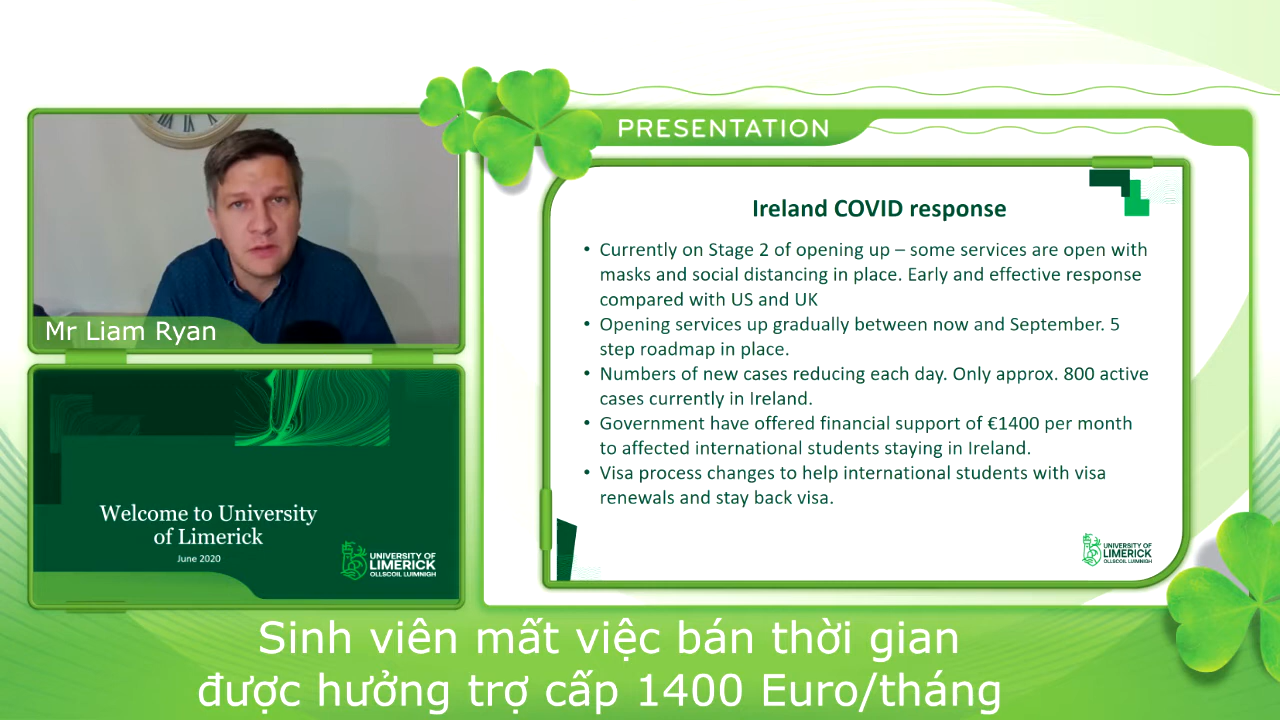 PRESENTATION
Mr Liam Ryan
Welcome to University
of Limerick
June 2020
UNIVERSITY OF
LIMERICK
OLLSCOIL LUIMNIGH
Ireland COVID response
• Currently on Stage 2 of opening up – some services are open with
masks and social distancing in place. Early and effective response
compared with US and UK
• Opening services up gradually between now and September. 5
step roadmap in place.
• Numbers of new cases reducing each day. Only approx. 800 active
cases currently in Ireland.
• Government have offered financial support of €1400 per month
to affected international students staying in Ireland.
• Visa process changes to help international students with visa
renewals and stay back visa.
UNIVERSITY OF
LIMERICK
OLLSCOIL LUIMNIGH
Sinh viên mất việc bán thời gian
được hưởng trợ cấp 1400 Euro/tháng